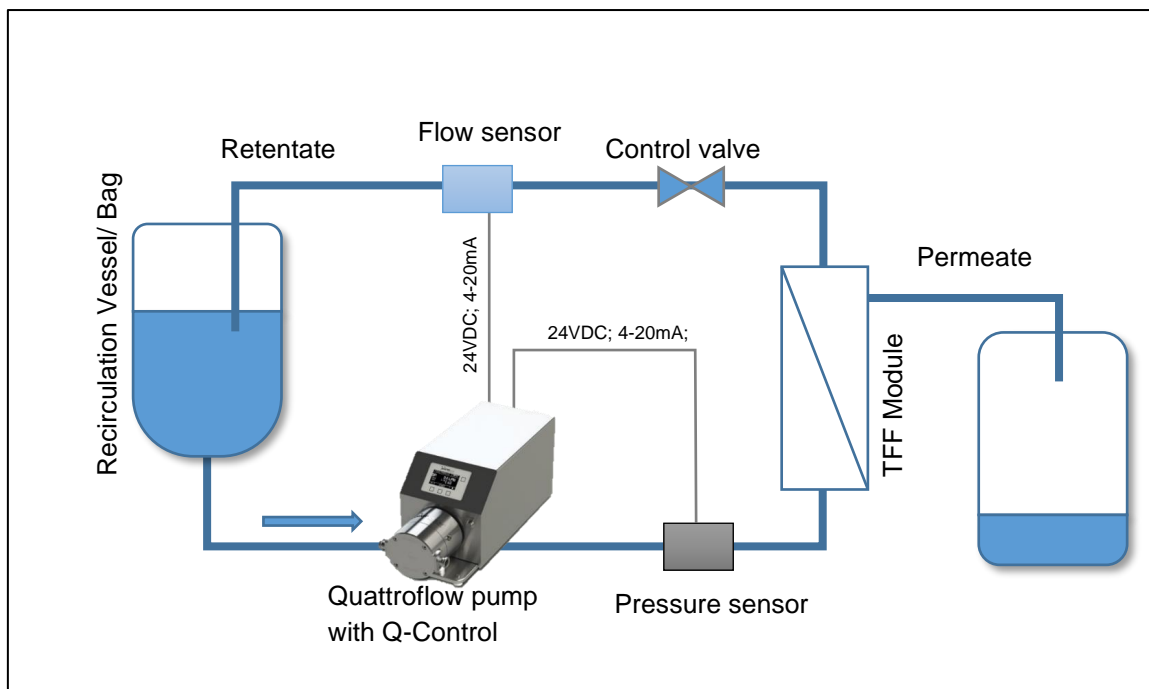 Flow sensor
Retentate
Control valve
Recirculation Vessel/ Bag
24VDC; 4-20mA
24VDC; 4-20mA;
Permeate
TFF Module
Quattroflow pump
with Q-Control
Pressure sensor